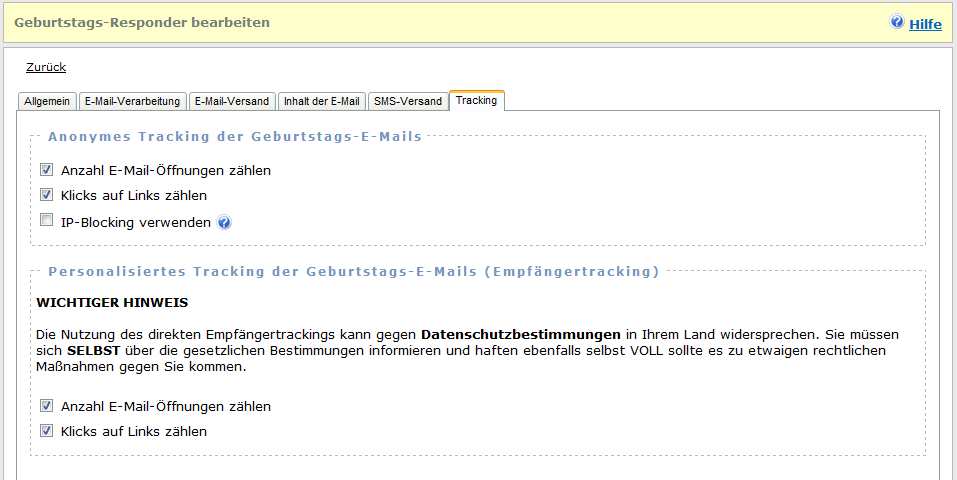 Geburtstags-Responder bearbeiten
Hilfe
Zurück
Allgemein E-Mail-Verarbeitung E-Mail-Versand Inhalt der E-Mail SMS-Versand Tracking
Anonymes Tracking der Geburtstags-E-Mails
Anzahl E-Mail-Öffnungen zählen
Klicks auf Links zählen
IP-Blocking verwenden
Personalisiertes Tracking der Geburtstags-E-Mails (Empfängertracking)
WICHTIGER HINWEIS
Die Nutzung des direkten Empfängertrackings kann gegen Datenschutzbestimmungen in Ihrem Land widersprechen. Sie müssen
sich SELBST über die gesetzlichen Bestimmungen informieren und haften ebenfalls selbst VOLL sollte es zu etwaigen rechtlichen
Maßnahmen gegen Sie kommen.
Anzahl E-Mail-Öffnungen zählen
Klicks auf Links zählen